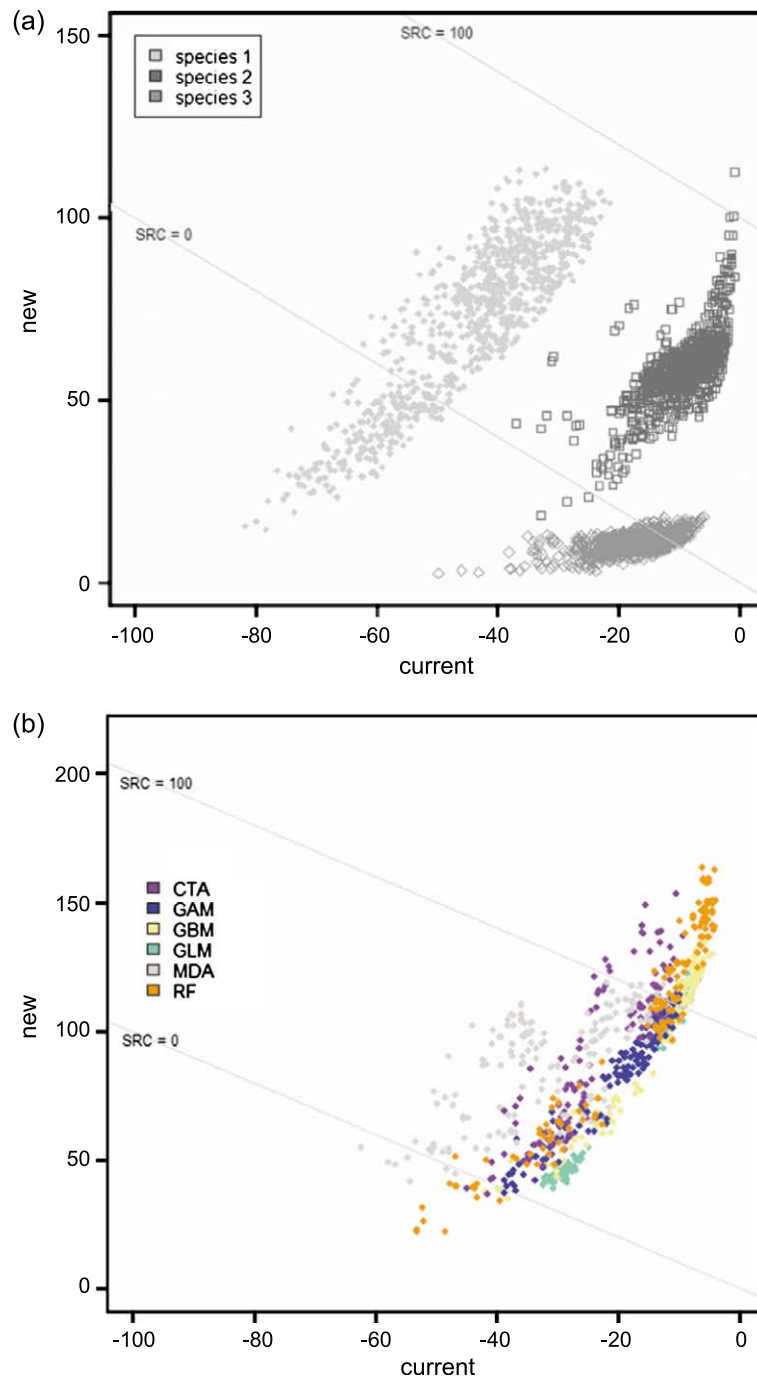 (a)
150
SRC = 100
species 1
species 2
species 3
100
SRC = 0
new
50
0
-100
-80
-60
-40
-20
0
current
(b)
200
SRC = 100
150
CTA
GAM
GBM
GLM
MDA
RF
new
100
SRC = 0
50
0
-100
-80
-60
-40
-20
0
current